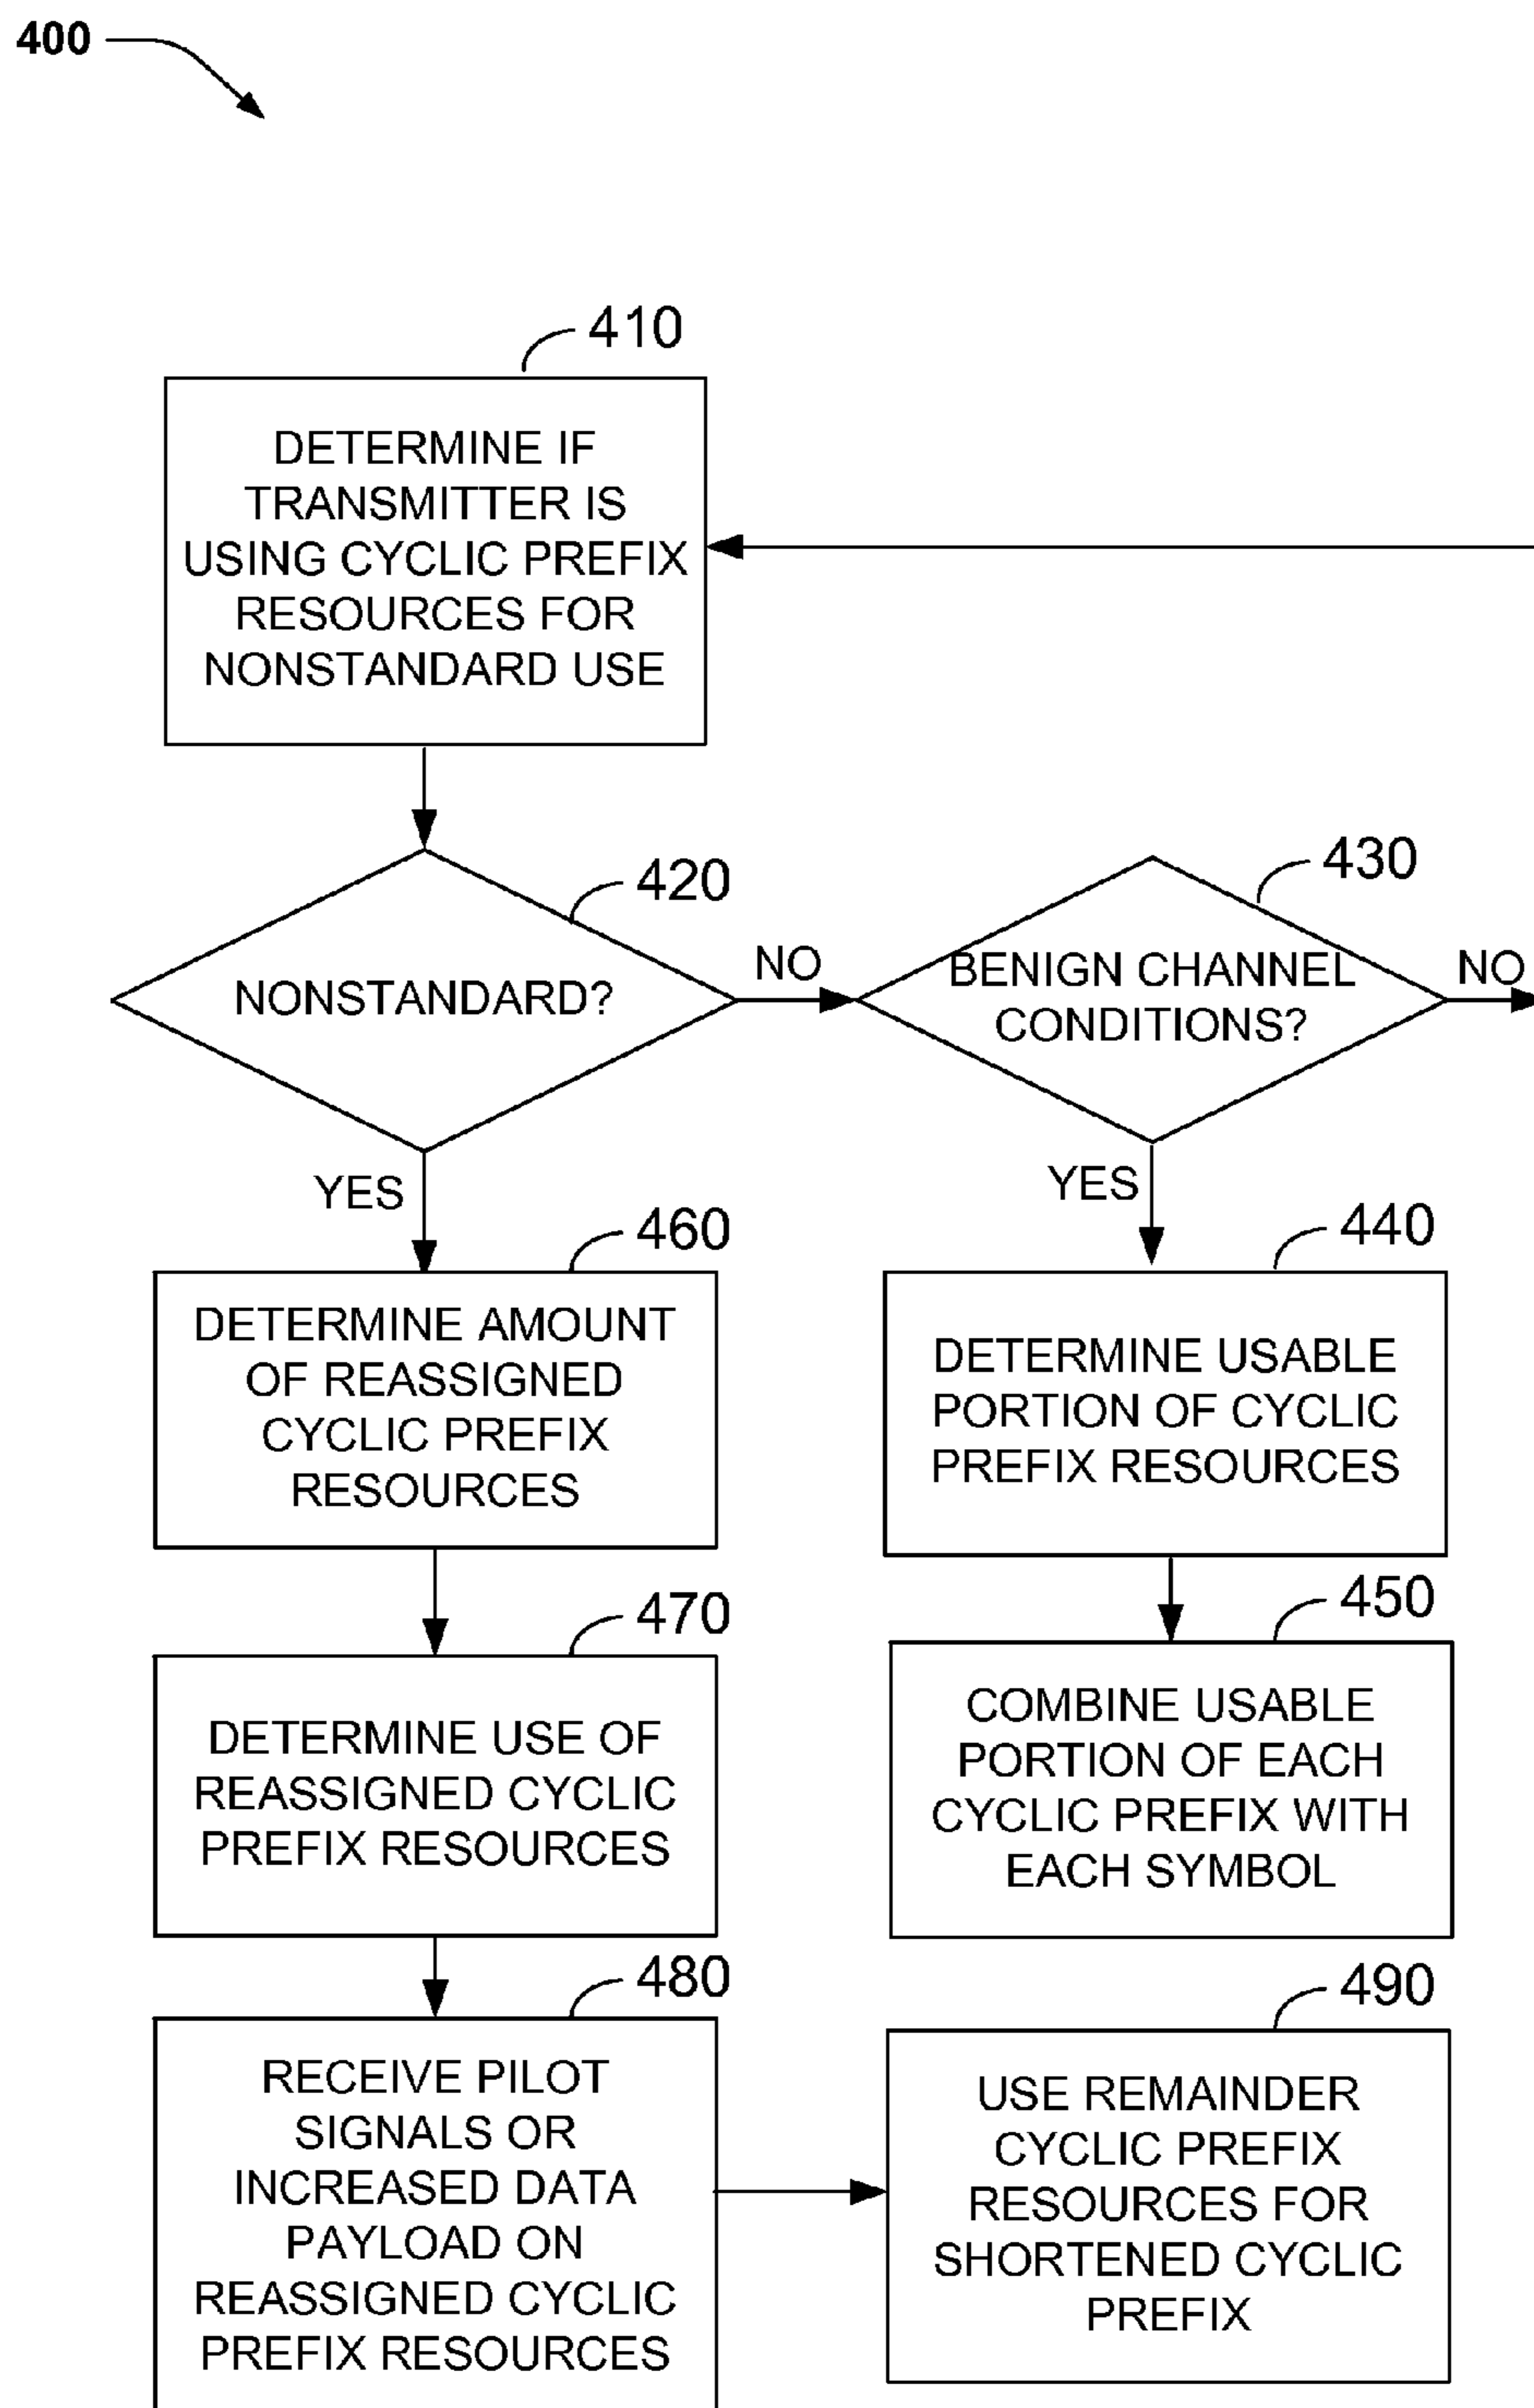 400
410
DETERMINE IF
TRANSMITTER IS
USING CYCLIC PREFIX
RESOURCES FOR
NONSTANDARD USE
420
NONSTANDARD?
NO
430
BENIGN CHANNEL
CONDITIONS?
NO
YES
YES
460
DETERMINE AMOUNT
OF REASSIGNED
CYCLIC PREFIX
RESOURCES
440
DETERMINE USABLE
PORTION OF CYCLIC
PREFIX RESOURCES
470
DETERMINE USE OF
REASSIGNED CYCLIC
PREFIX RESOURCES
450
COMBINE USABLE
PORTION OF EACH
CYCLIC PREFIX WITH
EACH SYMBOL
480
RECEIVE PILOT
SIGNALS OR
INCREASED DATA
PAYLOAD ON
REASSIGNED CYCLIC
PREFIX RESOURCES
490
USE REMAINDER
CYCLIC PREFIX
RESOURCES FOR
SHORTENED CYCLIC
PREFIX